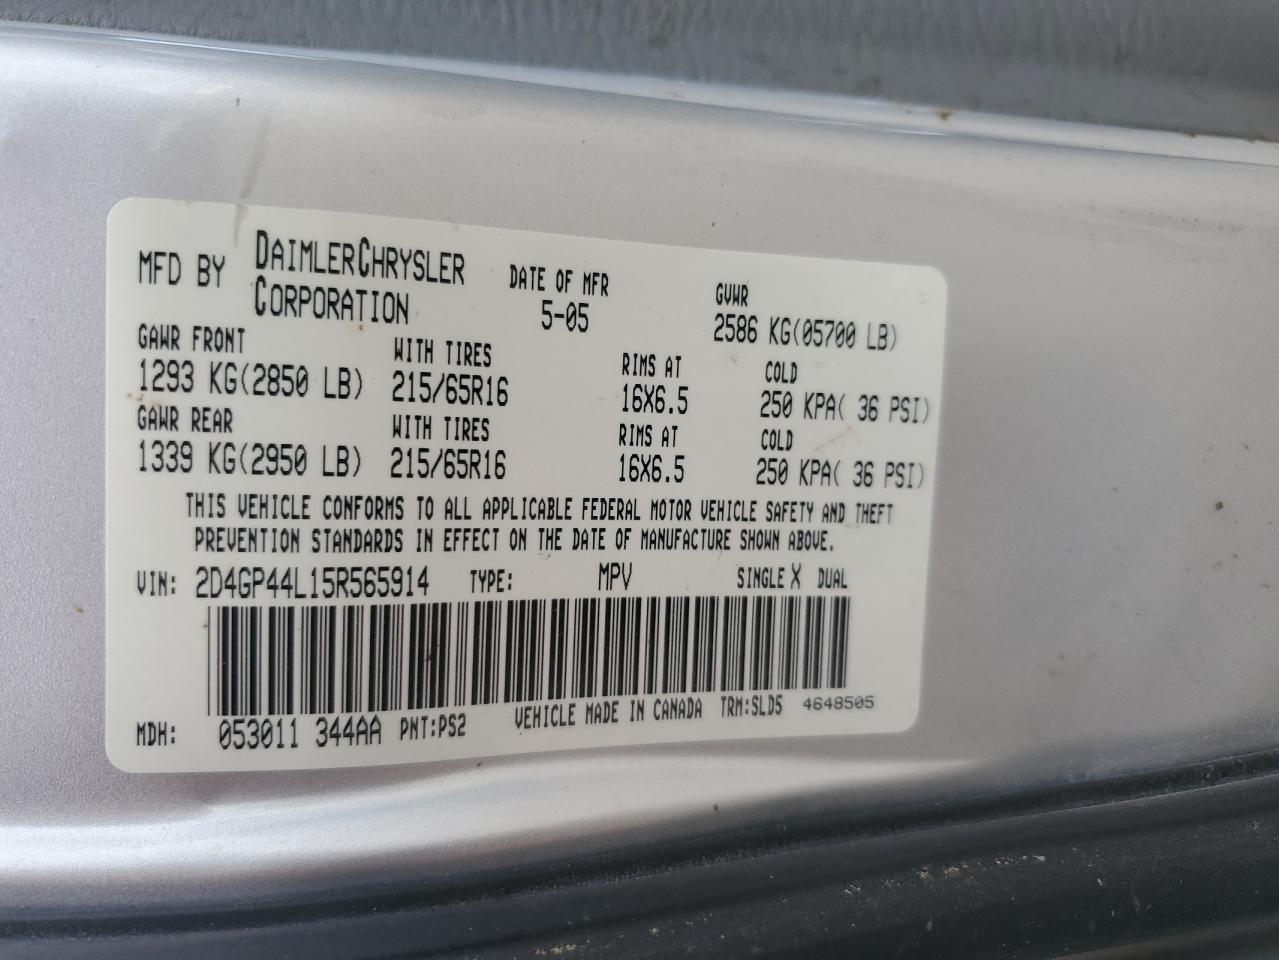 MFD BY DAIMLERCHRYSLER CORPORATION DATE OF MFR 5-05 GVWR 2586 KG(05700 LB)
GAWR FRONT WITH TIRES RIMS AT COLD
1293 KG(2850 LB) 215/65R16 16X6.5 250 KPA( 36 PSI)
GAWR REAR WITH TIRES RIMS AT COLD
1339 KG(2950 LB) 215/65R16 16X6.5 250 KPA( 36 PSI)
THIS VEHICLE CONFORMS TO ALL APPLICABLE FEDERAL MOTOR VEHICLE SAFETY AND THEFT
PREVENTION STANDARDS IN EFFECT ON THE DATE OF MANUFACTURE SHOWN ABOVE.
VIN: 2D4GP44L15R565914 TYPE: MPV SINGLE X DUAL
MDH: 053011 344AA PNT:PS2 VEHICLE MADE IN CANADA TRM:SLD5 4648505